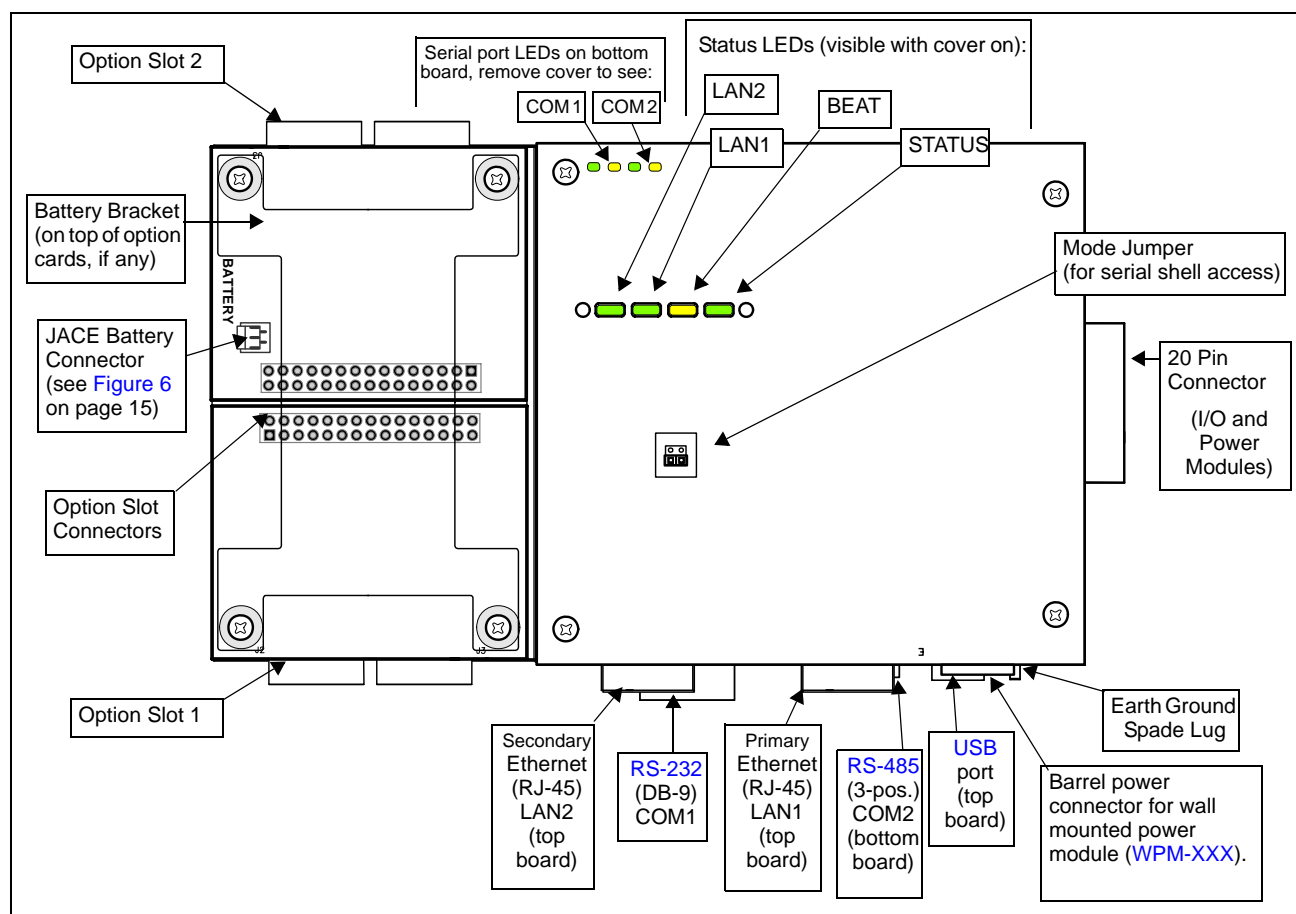 Option Slot 2
Serial port LEDs on bottom
board, remove cover to see:
COM1
COM2
Status LEDs (visible with cover on):
LAN2
LAN1
BEAT
STATUS
Battery Bracket
(on top of option
cards, if any)
BATTERY
JACE Battery
Connector
(see Figure 6
on page 15)
Option Slot
Connectors
Mode Jumper
(for serial shell access)
20 Pin
Connector
(I/O and
Power
Modules)
J2
J3
E
Option Slot 1
Secondary
Ethernet
(RJ-45)
LAN2
(top
board)
RS-232
(DB-9)
COM1
Primary
Ethernet
(RJ-45)
LAN1
(top
board)
RS-485
(3-pos.)
COM2
(bottom
board)
USB
port
(top
board)
Earth Ground
Spade Lug
Barrel power
connector for wall
mounted power
module (WPM-XXX).